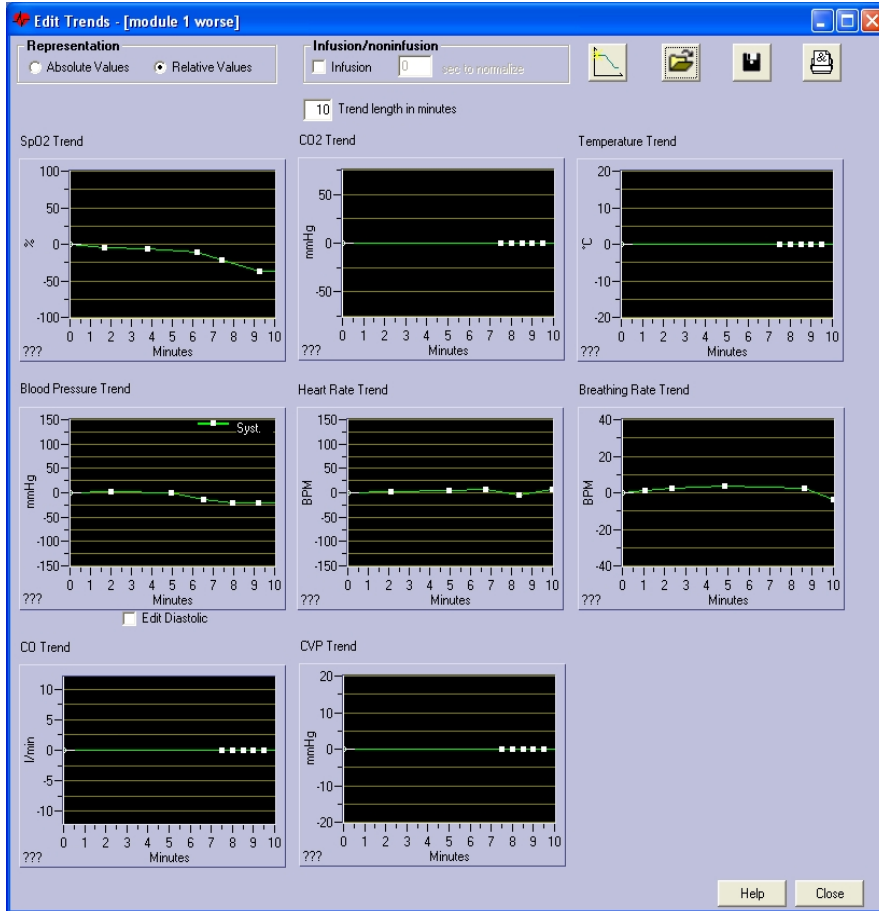 Edit Trends - [module 1 worse]
Representation
Absolute Values Relative Values
Infusion/noninfusion
Infusion 0 sec to normalize
&
10 Trend length in minutes
SpO2 Trend
100
50
0
-50
-100
%
0 1 2 3 4 5 6 7 8 9 10
Minutes
???
CO2 Trend
50
0
-50
mmHg
0 1 2 3 4 5 6 7 8 9 10
Minutes
???
Temperature Trend
20
10
0
-10
-20
°C
0 1 2 3 4 5 6 7 8 9 10
Minutes
???
Blood Pressure Trend
Syst.
150
100
50
0
-50
-100
-150
mmHg
0 1 2 3 4 5 6 7 8 9 10
Minutes
???
Edit Diastolic
Heart Rate Trend
150
100
50
0
-50
-100
-150
BPM
0 1 2 3 4 5 6 7 8 9 10
Minutes
???
Breathing Rate Trend
40
20
0
-20
-40
BPM
0 1 2 3 4 5 6 7 8 9 10
Minutes
???
CO Trend
10
5
0
-5
-10
l/min
0 1 2 3 4 5 6 7 8 9 10
Minutes
???
CVP Trend
20
10
0
-10
-20
mmHg
0 1 2 3 4 5 6 7 8 9 10
Minutes
???
Help Close